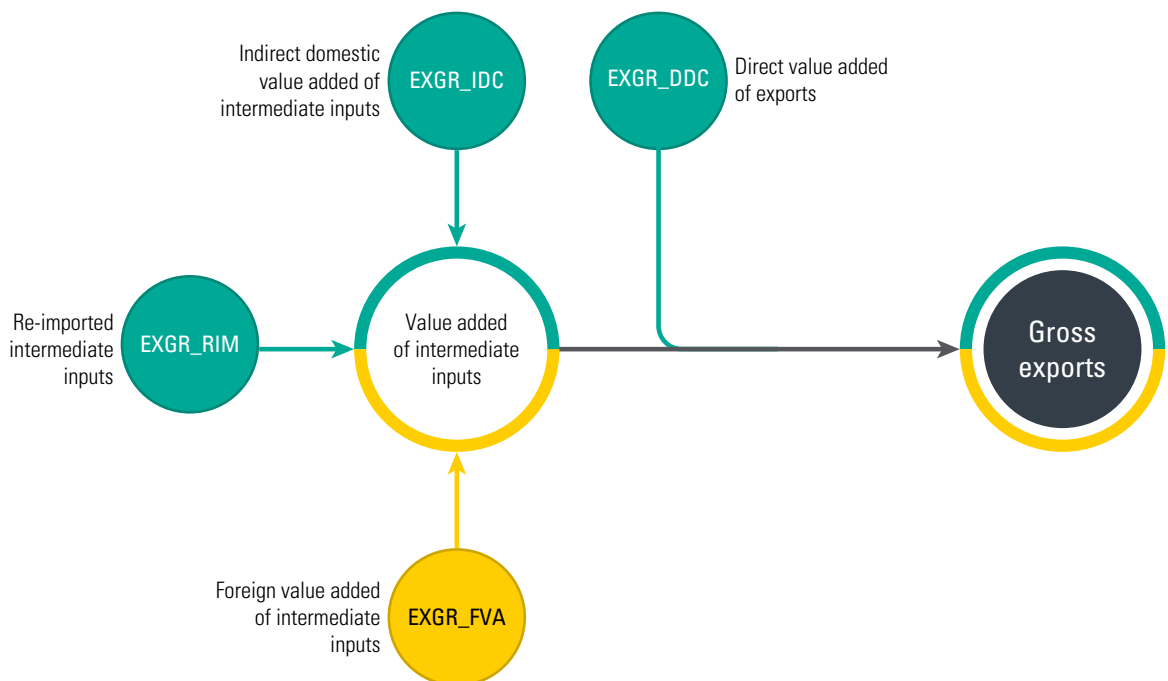 Indirect domestic
value added of
intermediate inputs
EXGR_IDC
EXGR_DDC
Direct value added
of exports
Re-imported
intermediate
inputs
EXGR_RIM
Value added
of intermediate
inputs
Gross
exports
Foreign value added
of intermediate
inputs
EXGR_FVA